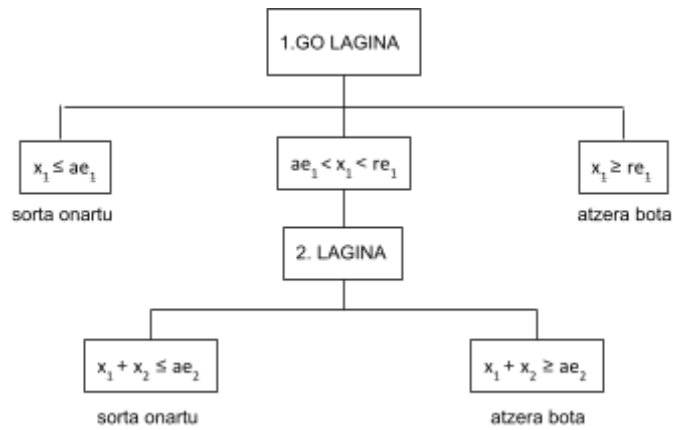 1.GO LAGINA
x₁ ≤ ae₁
ae₁ < x₁ < re₁
x₁ ≥ re₁
sorta onartu
atzera bota
2. LAGINA
x₁ + x₂ ≤ ae₂
x₁ + x₂ ≥ ae₂
sorta onartu
atzera bota